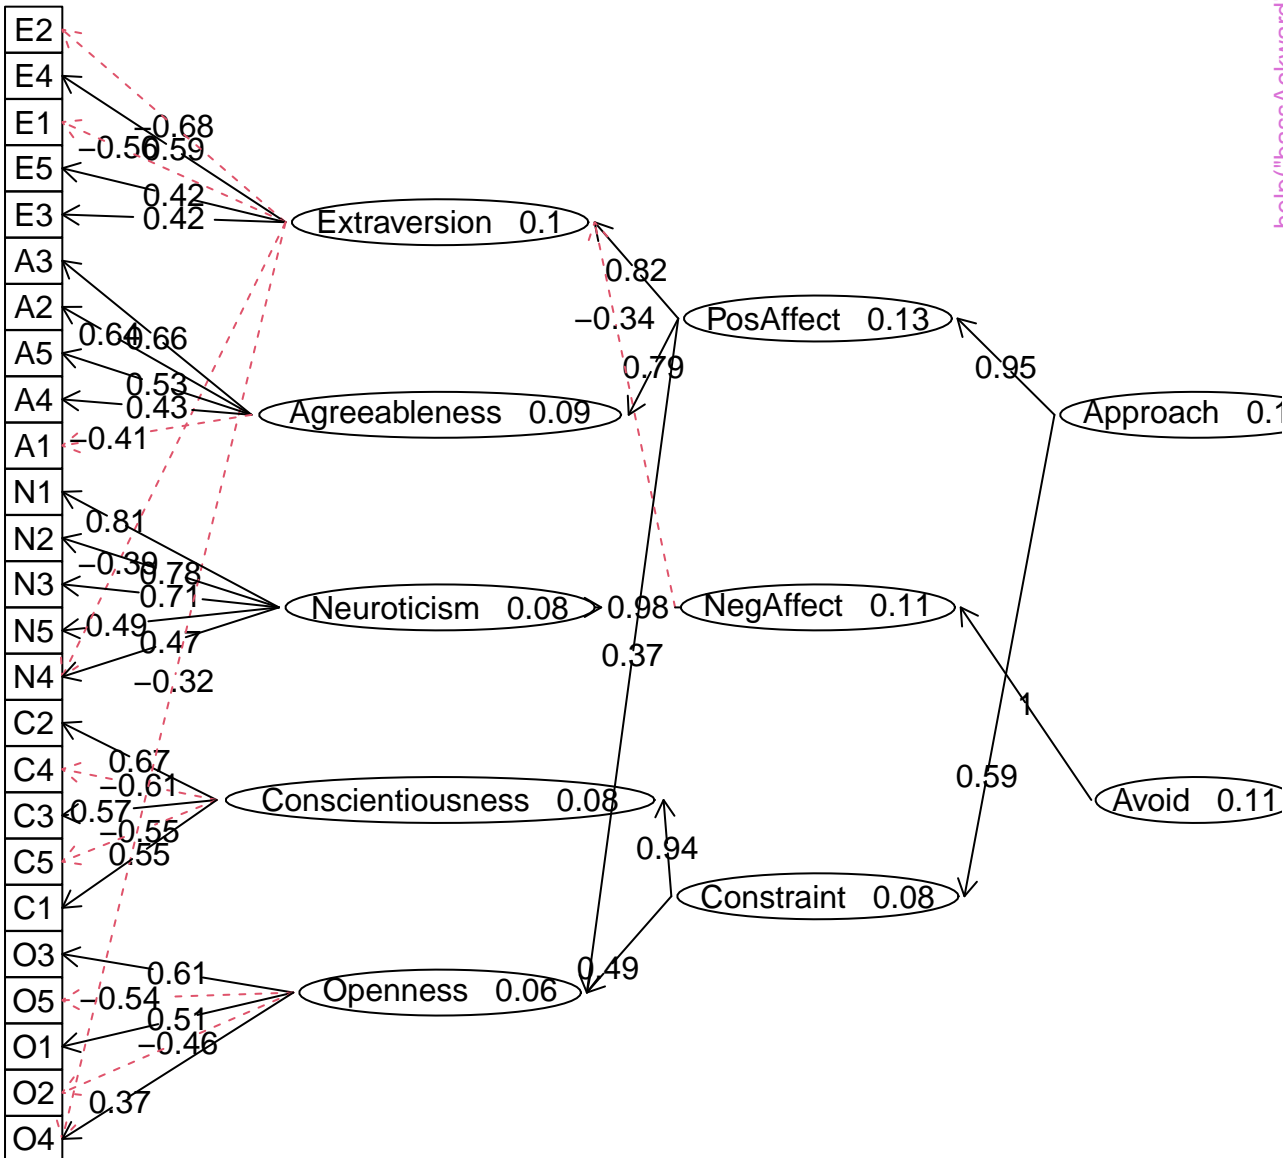 E2
E4
E1
E5
E3
A3
A2
A5
A4
A1
N1
N2
N3
N5
N4
C2
C4
C3
C5
C1
O3
O5
O1
O2
O4
−0.68
−0.56
0.59
0.42
0.42
0.64
0.66
0.53
0.43
−0.41
0.81
−0.39
0.78
0.71
0.49
0.47
−0.32
0.67
−0.61
0.57
−0.55
0.55
0.61
−0.54
0.51
−0.46
0.37
Extraversion 0.1
Agreeableness 0.09
Neuroticism 0.08
Conscientiousness 0.08
Openness 0.06
0.82
−0.34
0.79
0.98
0.37
0.94
0.49
PosAffect 0.13
NegAffect 0.11
Constraint 0.08
0.95
1
0.59
Approach 0.1
Avoid 0.11